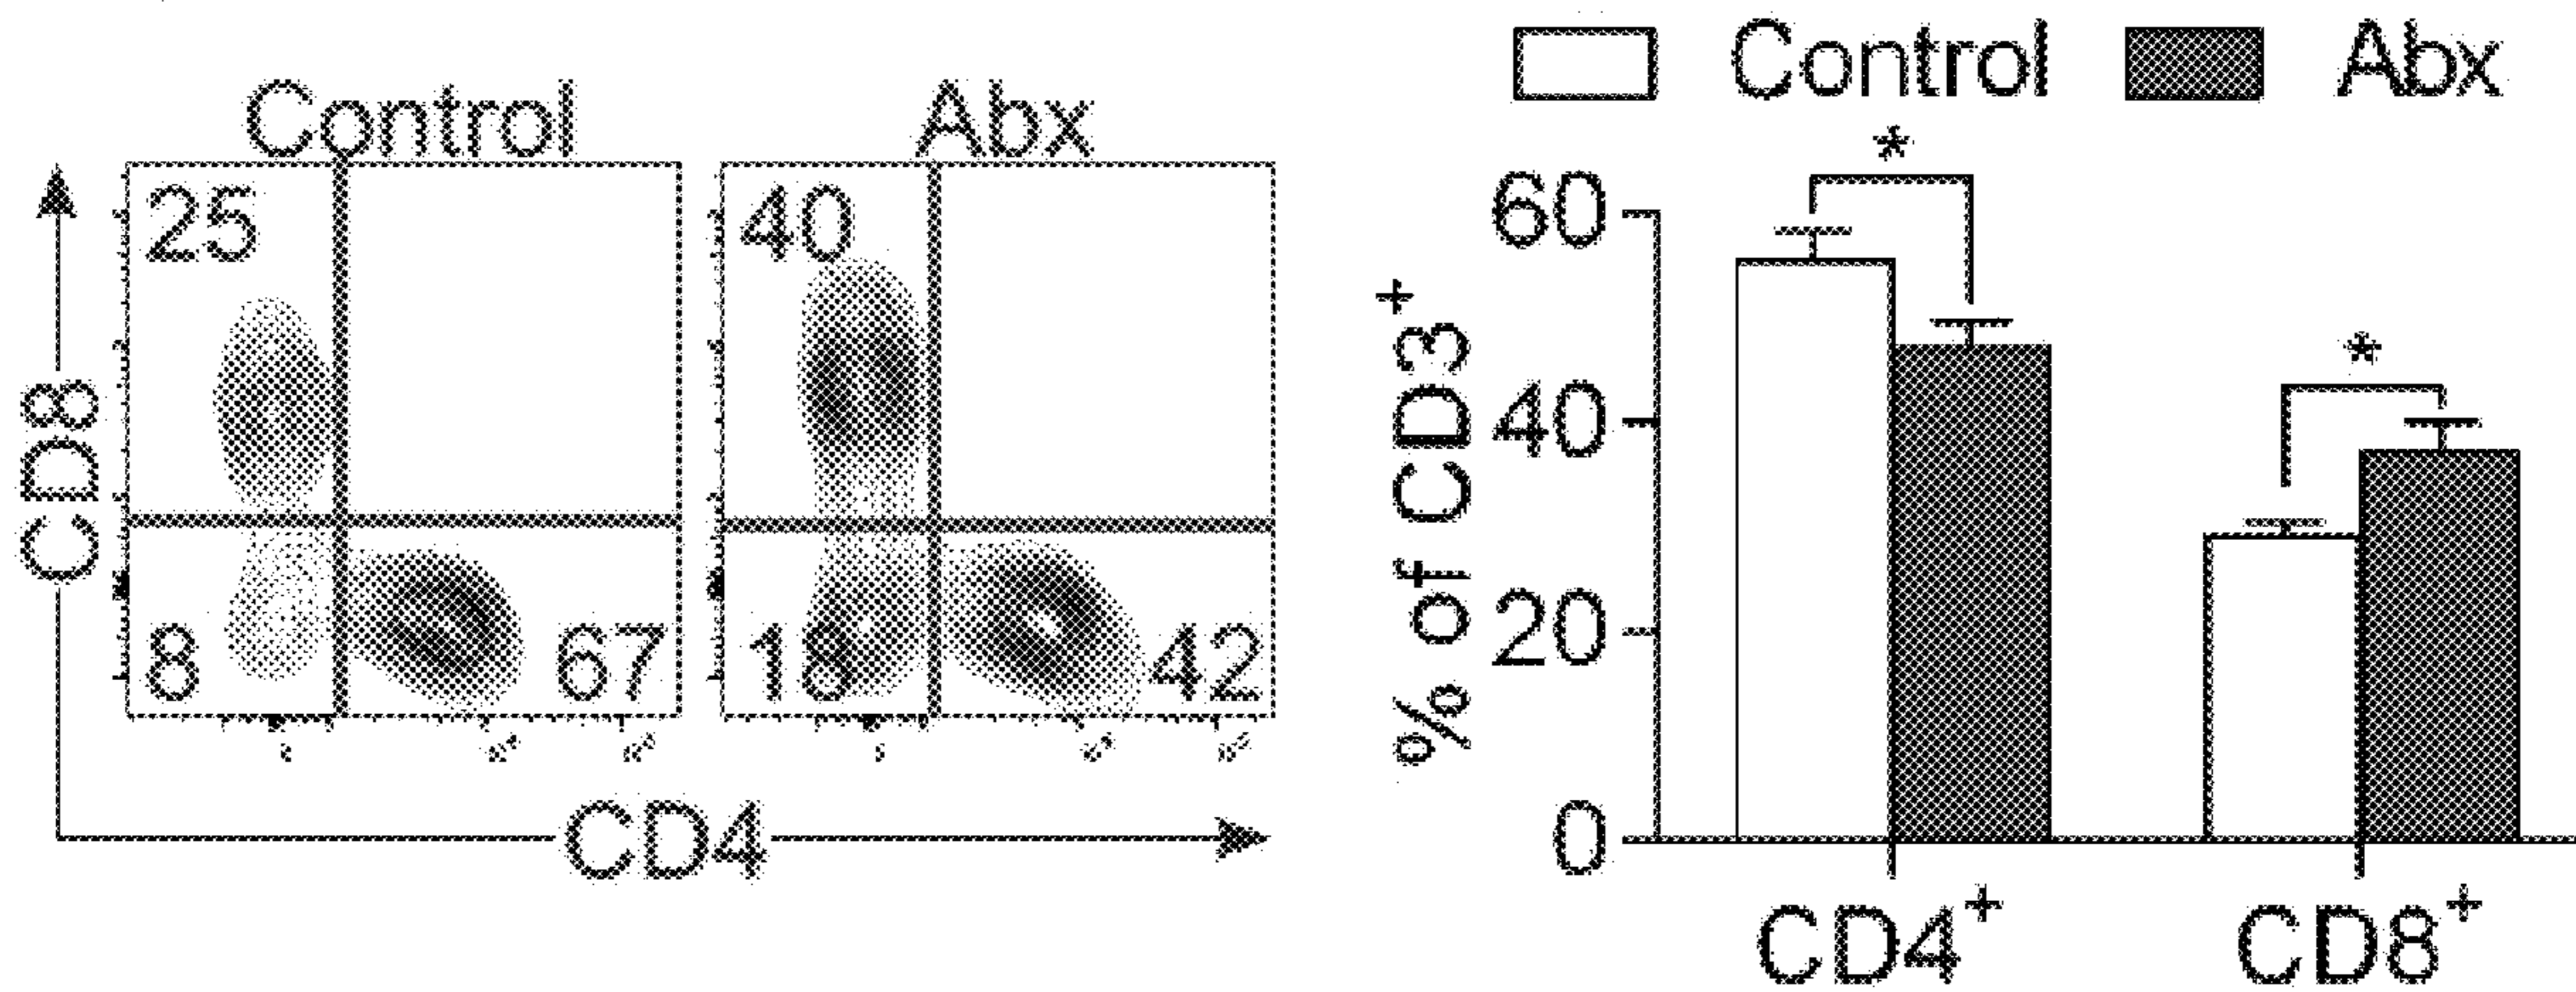 Control
Abx
CD8
25
8
67
40
18
42
CD4
Control
Abx
% of CD3⁺
60
40
20
0
*
*
CD4⁺
CD8⁺